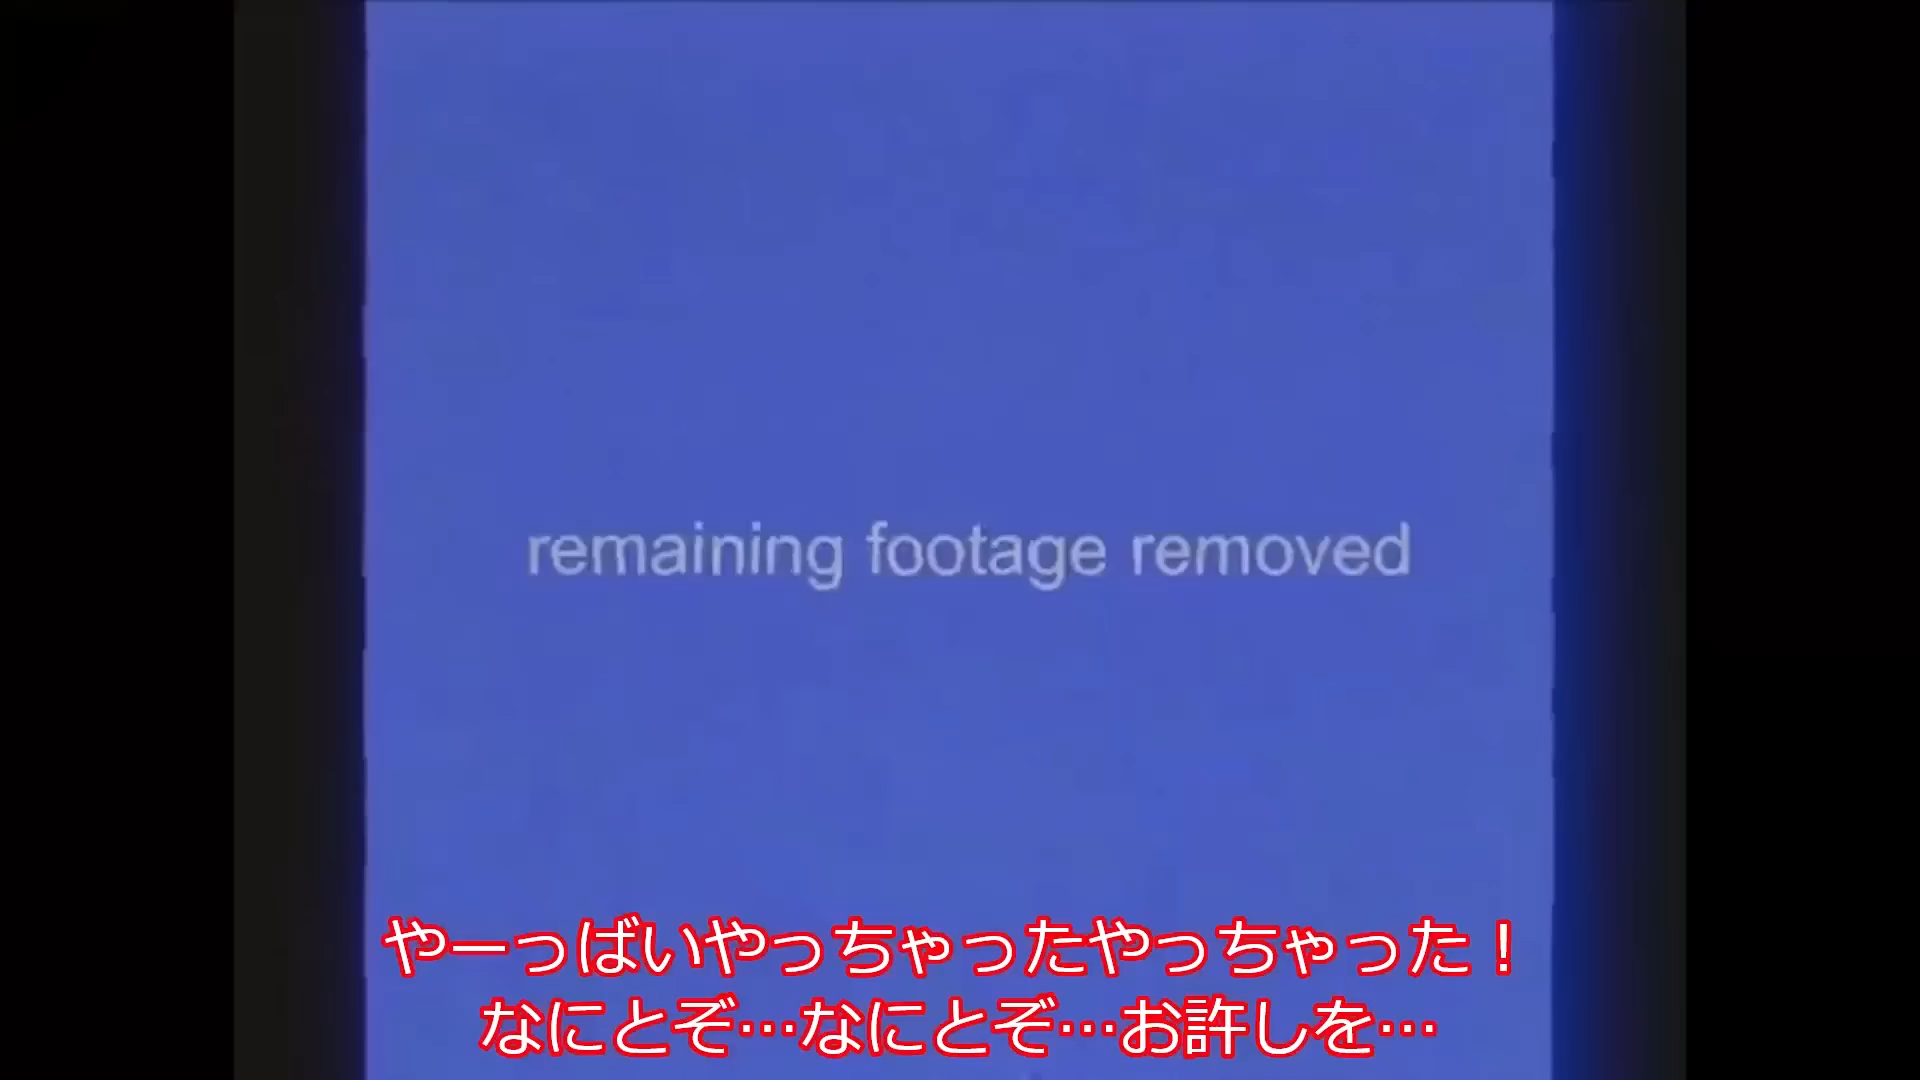 remaining footage removed
やーっばいやっちゃったやっちゃった！
なにとぞ…なにとぞ…お許しを…